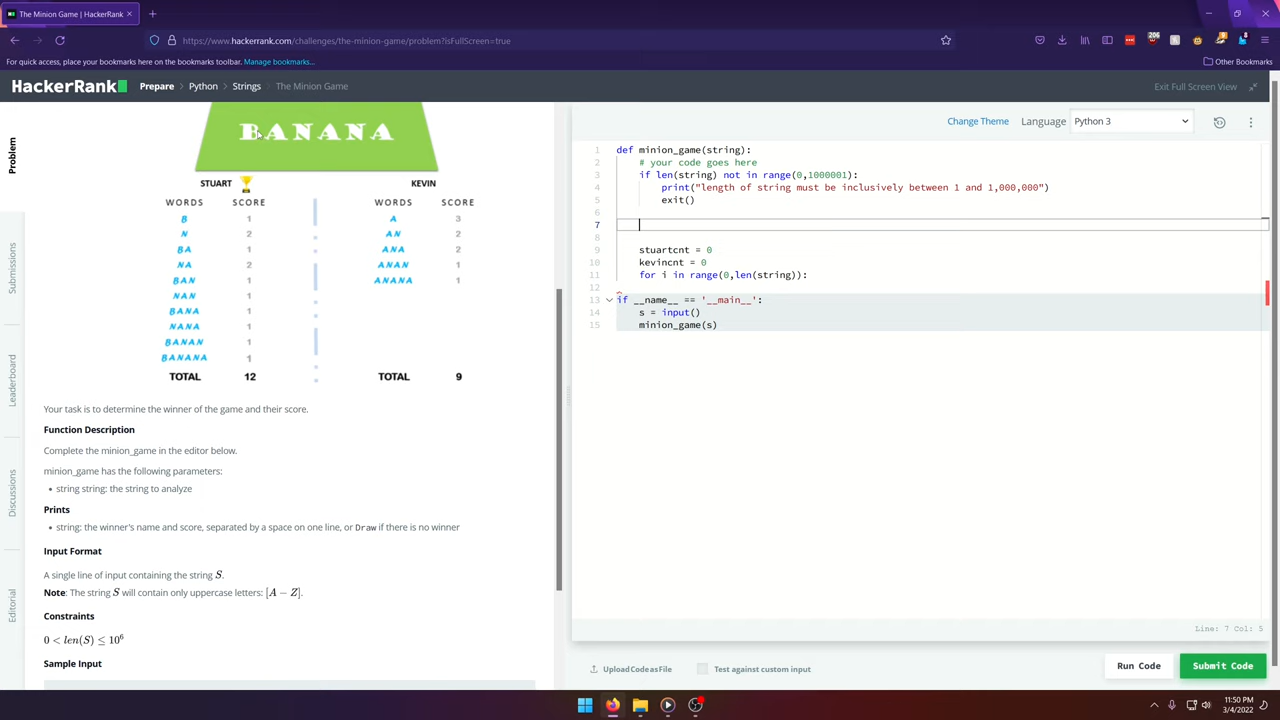 The Minion Game | HackerRank
https://www.hackerrank.com/challenges/the-minion-game/problem?isFullScreen=true
206
9
8
For quick access, place your bookmarks here on the bookmarks toolbar. Manage bookmarks...
Other Bookmarks
HackerRank
Prepare > Python > Strings > The Minion Game
Exit Full Screen View
Problem
Submissions
Leaderboard
Discussions
Editorial
BANANA
STUART KEVIN
WORDS SCORE WORDS SCORE
B 1 A 3
N 2 AN 2
BA 1 ANA 2
NA 2 ANAN 1
BAN 1 ANANA 1
NAN 1
BANA 1
NANA 1
BANAN 1
BANANA 1
TOTAL 12 TOTAL 9
Your task is to determine the winner of the game and their score.
Function Description
Complete the minion_game in the editor below.
minion_game has the following parameters:
• string string: the string to analyze
Prints
• string: the winner's name and score, separated by a space on one line, or Draw if there is no winner
Input Format
A single line of input containing the string S.
Note: The string S will contain only uppercase letters: [A − Z].
Constraints
0 < len(S) ≤ 10⁶
Sample Input
Change Theme Language Python 3
1 def minion_game(string):
2 # your code goes here
3 if len(string) not in range(0,1000001):
4 print("length of string must be inclusively between 1 and 1,000,000")
5 exit()
6
7
8
9 stuartcnt = 0
10 kevincnt = 0
11 for i in range(0,len(string)):
12
13 if __name__ == '__main__':
14 s = input()
15 minion_game(s)
Line: 7 Col: 5
Upload Code as File
Test against custom input
Run Code
Submit Code
11:50 PM
3/4/2022